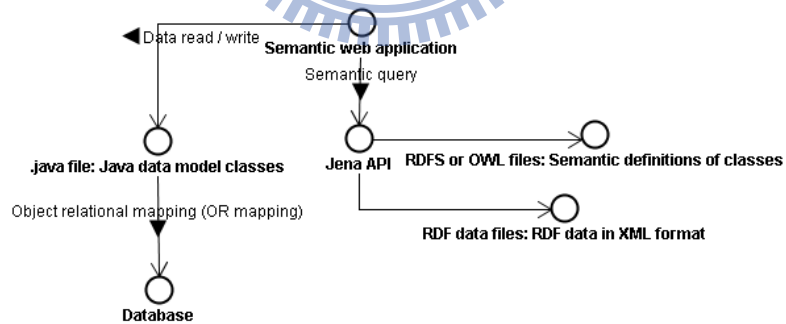 Data read / write
Semantic web application
Semantic query
.java file: Java data model classes
Jena API
RDFS or OWL files: Semantic definitions of classes
Object relational mapping (OR mapping)
RDF data files: RDF data in XML format
Database